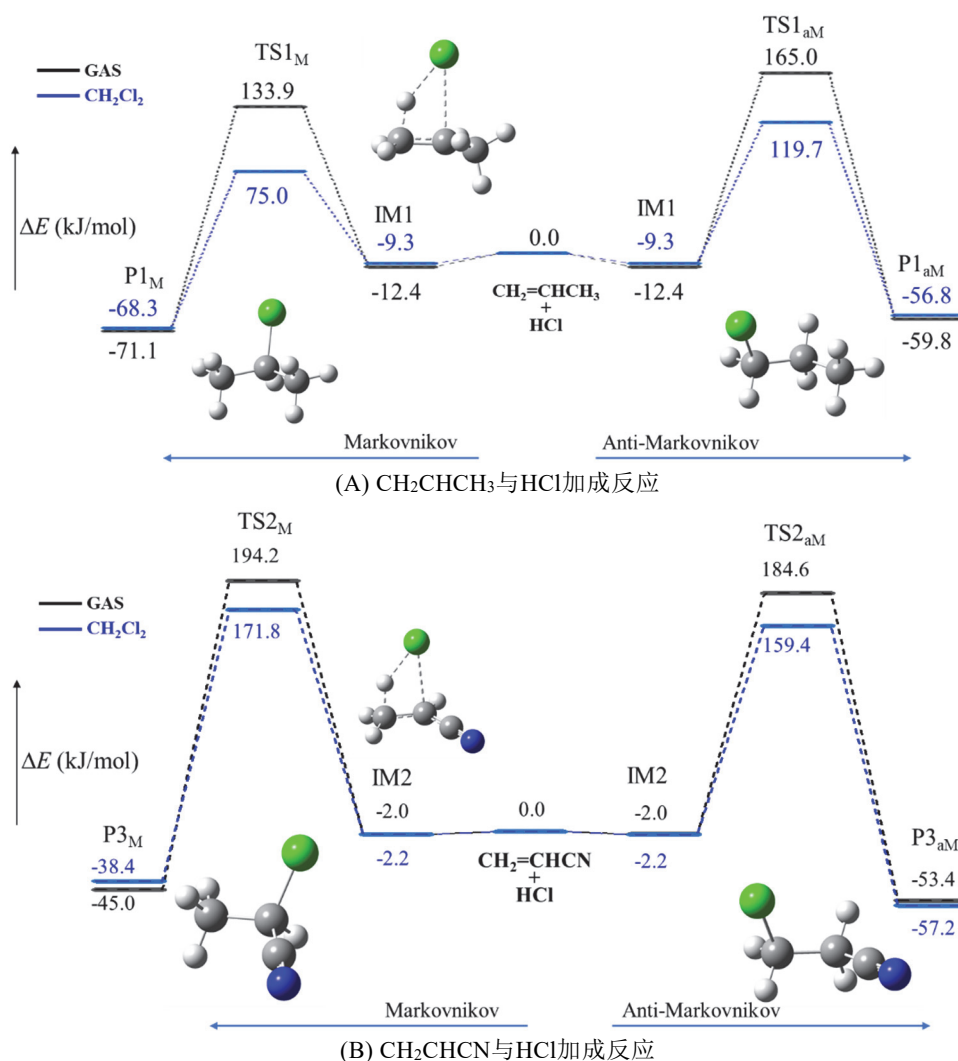 TS1M
133.9
TS1aM
165.0
GAS
CH2Cl2
75.0
119.7
ΔE (kJ/mol)
IM1
-9.3
0.0
IM1
-9.3
P1M
-68.3
-71.1
-12.4
CH2=CHCH3
+
HCl
-12.4
P1aM
-56.8
-59.8
Markovnikov
Anti-Markovnikov
(A) CH2CHCH3与HCl加成反应
TS2M
194.2
TS2aM
184.6
GAS
CH2Cl2
171.8
159.4
ΔE (kJ/mol)
IM2
-2.0
0.0
IM2
-2.0
P3M
-38.4
-45.0
-2.2
CH2=CHCN
+
HCl
-2.2
P3aM
-53.4
-57.2
Markovnikov
Anti-Markovnikov
(B) CH2CHCN与HCl加成反应